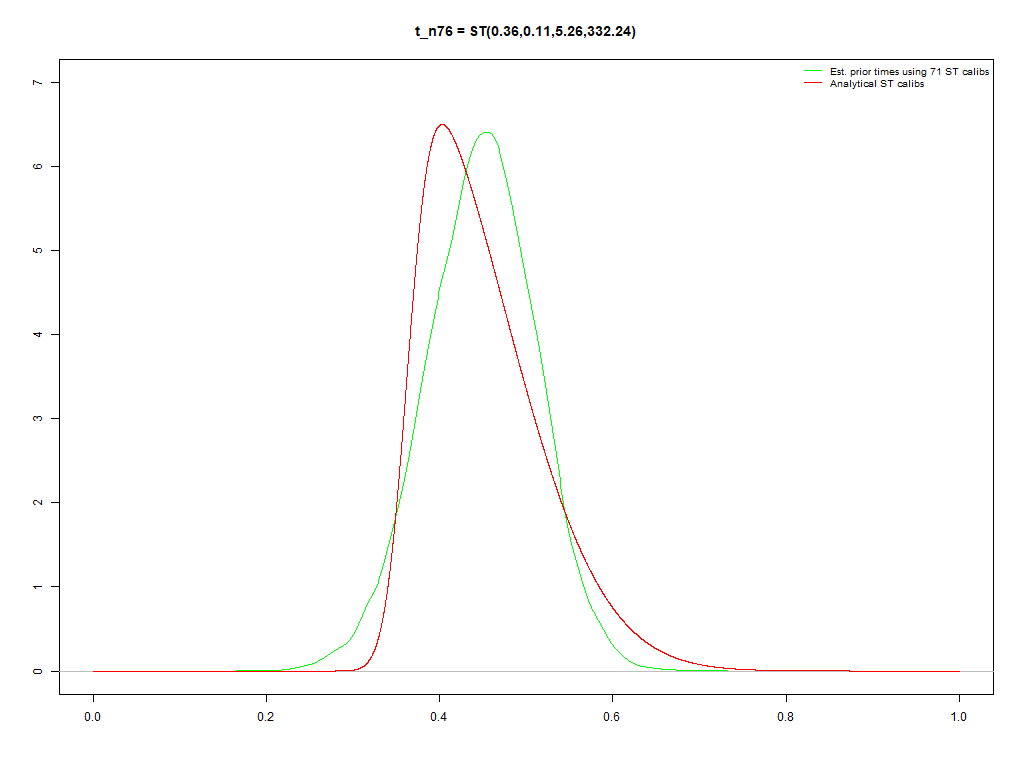 t_n76 = ST(0.36,0.11,5.26,332.24)
Est. prior times using 71 ST calibs
Analytical ST calibs
7
6
5
4
3
2
1
0
0.0 0.2 0.4 0.6 0.8 1.0